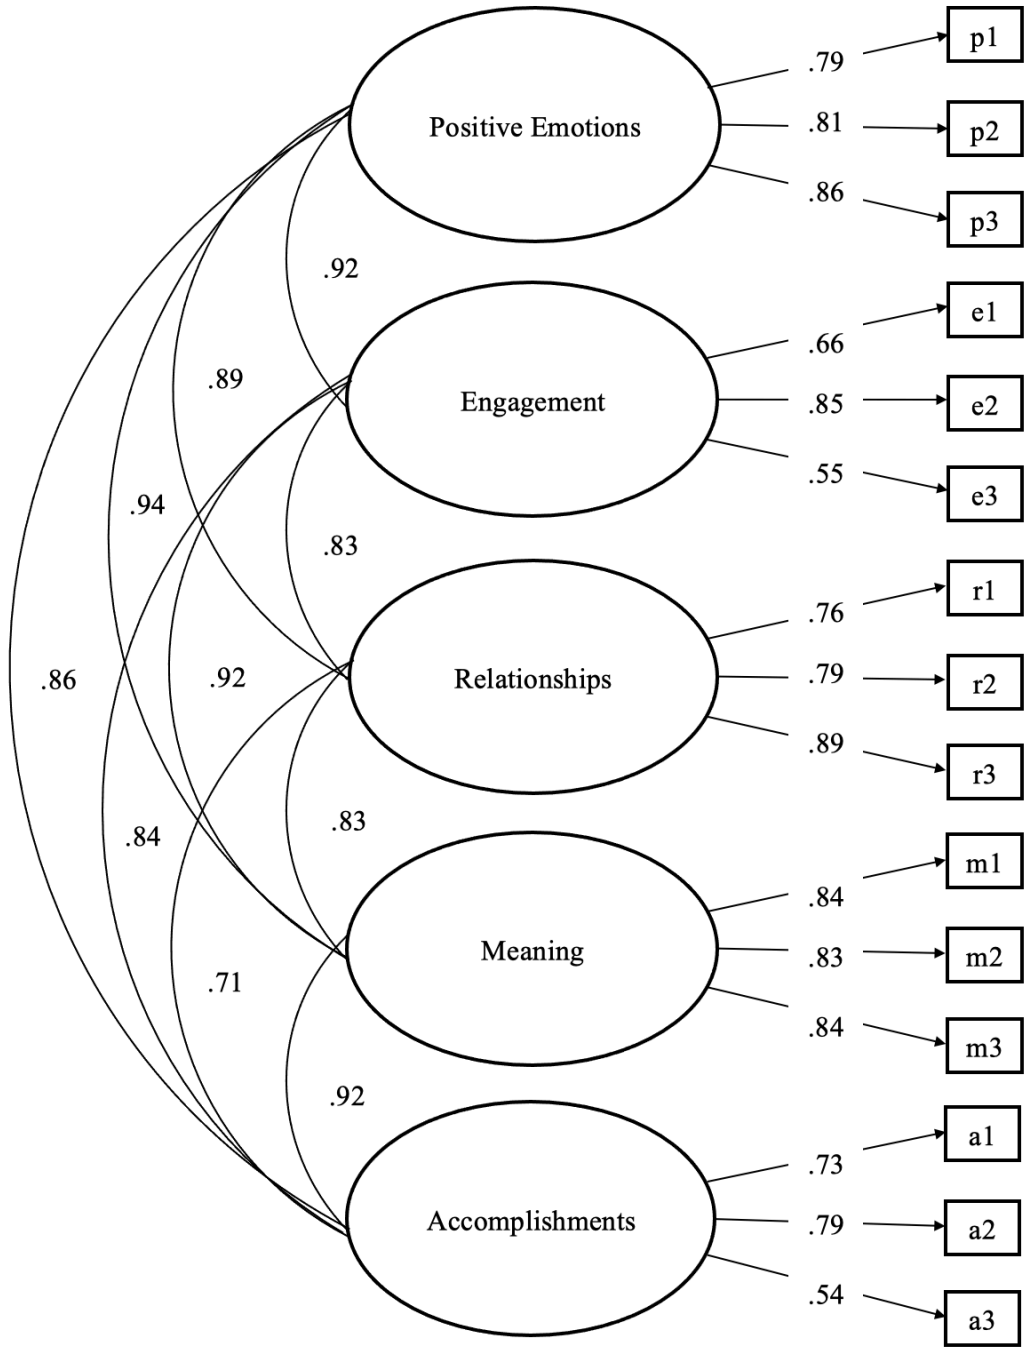 p1
.79
Positive Emotions
.81
p2
.86
p3
.92
e1
.66
.89
Engagement
.85
e2
.55
e3
.94
.83
r1
.76
.86
.92
Relationships
.79
r2
.89
r3
.83
.84
m1
.84
Meaning
.83
m2
.71
.84
m3
.92
a1
.73
Accomplishments
.79
a2
.54
a3